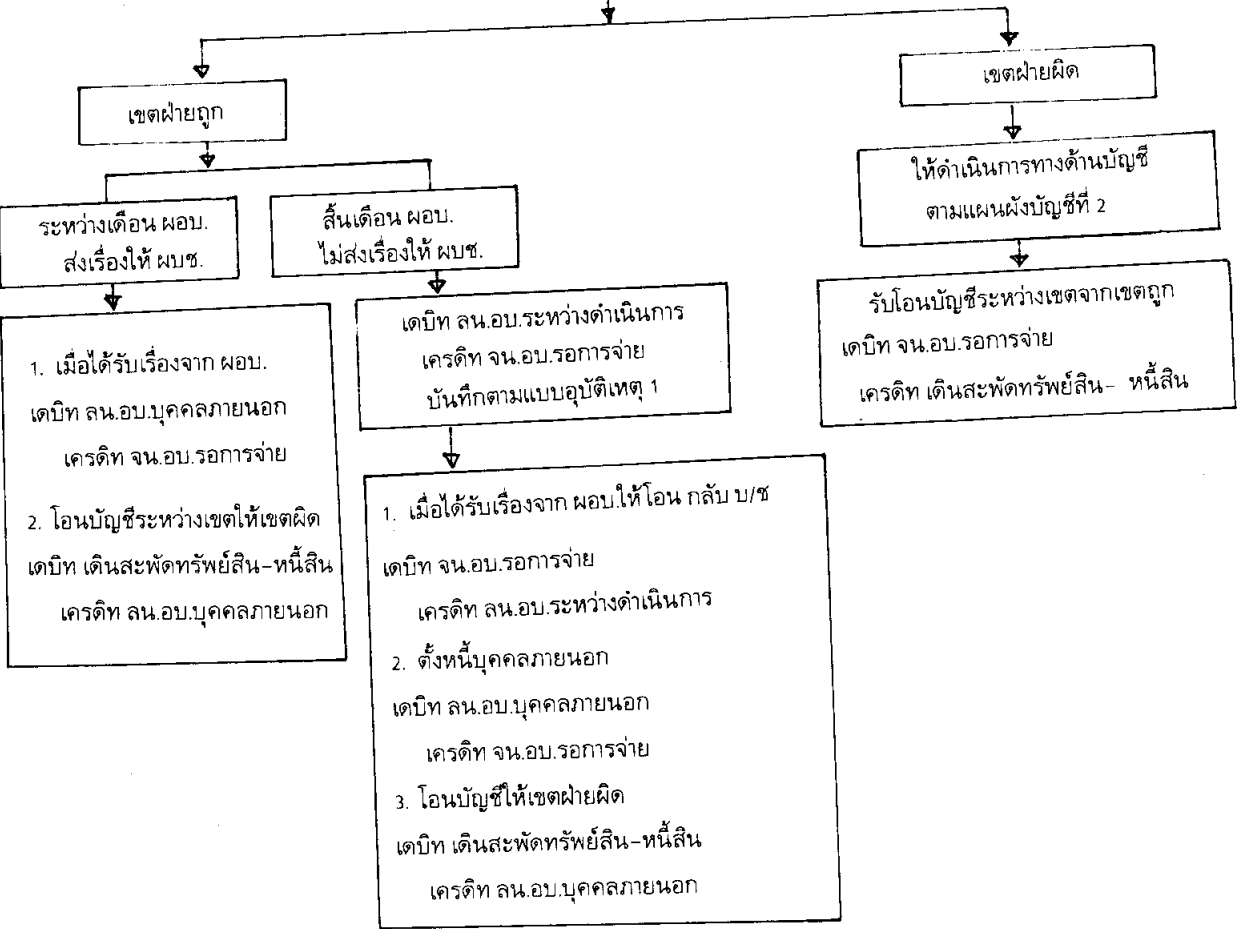 เขตฝ่ายถูก
เขตฝ่ายผิด
ระหว่างเดือน ผอบ.
ส่งเรื่องให้ ผบช.
สิ้นเดือน ผอบ.
ไม่ส่งเรื่องให้ ผบช.
ให้ดำเนินการทางด้านบัญชี
ตามแผนผังบัญชีที่ 2
1. เมื่อได้รับเรื่องจาก ผอบ.
เดบิท ลน.อบ.บุคคลภายนอก
เครดิท จน.อบ.รอการจ่าย
2. โอนบัญชีระหว่างเขตให้เขตผิด
เดบิท เดินสะพัดทรัพย์สิน-หนี้สิน
เครดิท ลน.อบ.บุคคลภายนอก
เดบิท ลน.อบ.ระหว่างดำเนินการ
เครดิท จน.อบ.รอการจ่าย
บันทึกตามแบบอุบัติเหตุ 1
รับโอนบัญชีระหว่างเขตจากเขตถูก
เดบิท จน.อบ.รอการจ่าย
เครดิท เดินสะพัดทรัพย์สิน- หนี้สิน
1. เมื่อได้รับเรื่องจาก ผอบ.ให้โอน กลับ บ/ช
เดบิท จน.อบ.รอการจ่าย
เครดิท ลน.อบ.ระหว่างดำเนินการ
2. ตั้งหนี้บุคคลภายนอก
เดบิท ลน.อบ.บุคคลภายนอก
เครดิท จน.อบ.รอการจ่าย
3. โอนบัญชีให้เขตฝ่ายผิด
เดบิท เดินสะพัดทรัพย์สิน-หนี้สิน
เครดิท ลน.อบ.บุคคลภายนอก